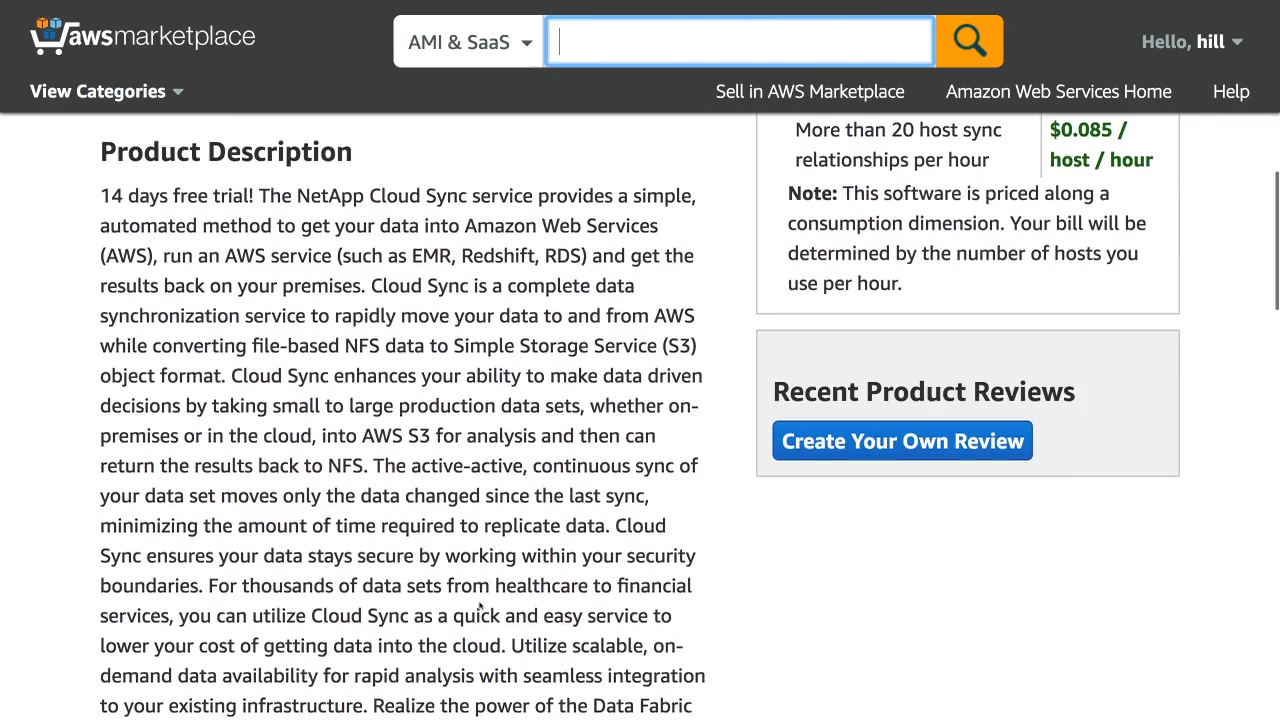 awsmarketplace
AMI & SaaS
Hello, hill
View Categories
Sell in AWS Marketplace
Amazon Web Services Home
Help
Product Description
14 days free trial! The NetApp Cloud Sync service provides a simple,
automated method to get your data into Amazon Web Services
(AWS), run an AWS service (such as EMR, Redshift, RDS) and get the
results back on your premises. Cloud Sync is a complete data
synchronization service to rapidly move your data to and from AWS
while converting file-based NFS data to Simple Storage Service (S3)
object format. Cloud Sync enhances your ability to make data driven
decisions by taking small to large production data sets, whether on-
premises or in the cloud, into AWS S3 for analysis and then can
return the results back to NFS. The active-active, continuous sync of
your data set moves only the data changed since the last sync,
minimizing the amount of time required to replicate data. Cloud
Sync ensures your data stays secure by working within your security
boundaries. For thousands of data sets from healthcare to financial
services, you can utilize Cloud Sync as a quick and easy service to
lower your cost of getting data into the cloud. Utilize scalable, on-
demand data availability for rapid analysis with seamless integration
to your existing infrastructure. Realize the power of the Data Fabric
More than 20 host sync
relationships per hour
$0.085 /
host / hour
Note: This software is priced along a
consumption dimension. Your bill will be
determined by the number of hosts you
use per hour.
Recent Product Reviews
Create Your Own Review